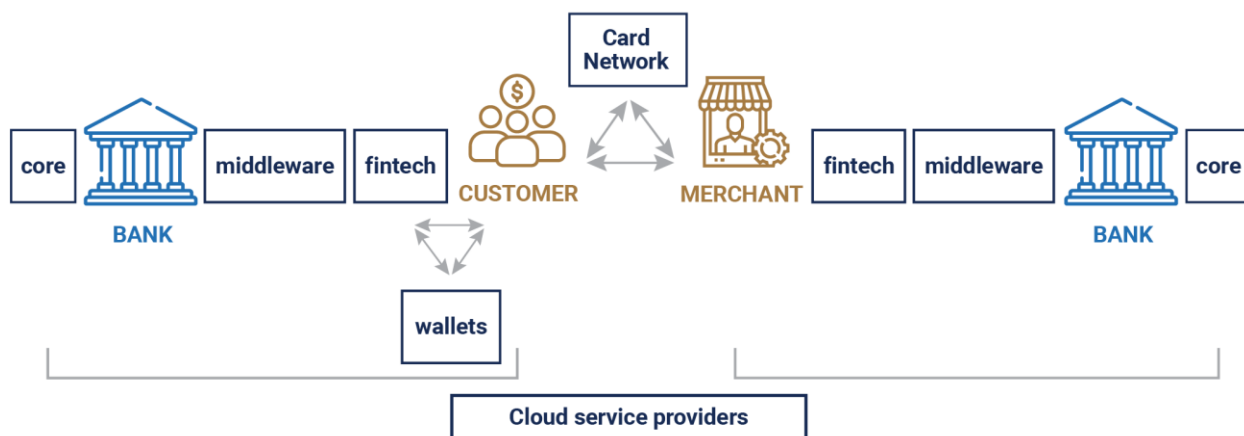 Card
Network
$
core
middleware
fintech
fintech
middleware
core
CUSTOMER
MERCHANT
BANK
BANK
wallets
Cloud service providers